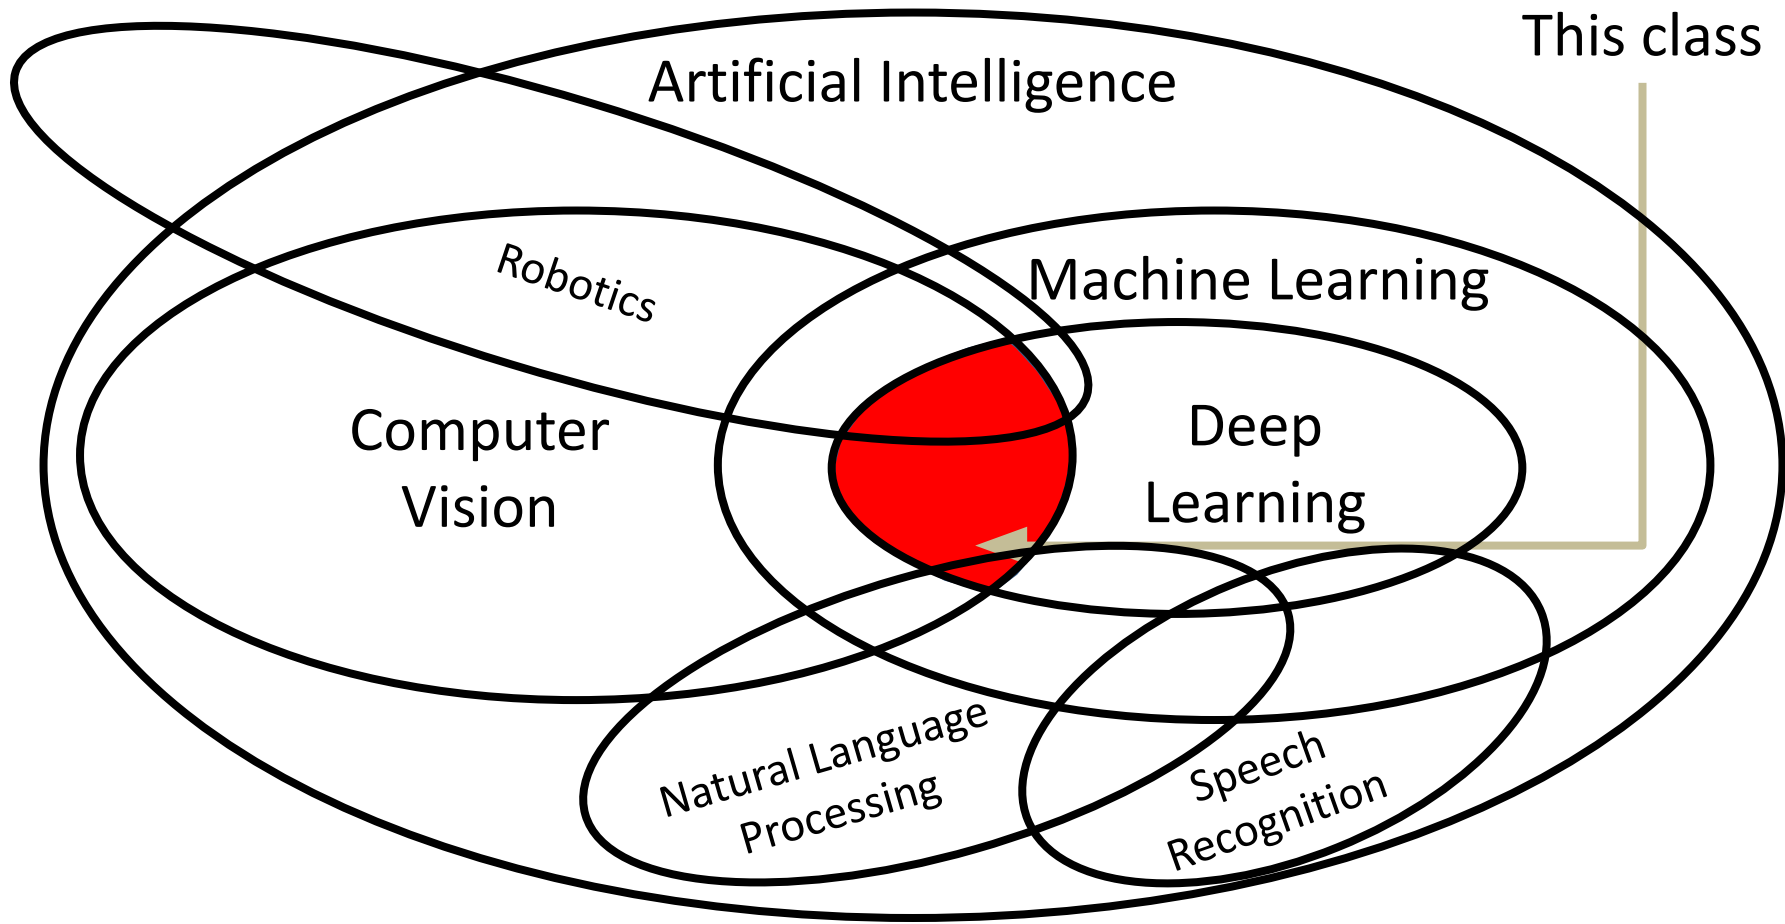 This class
Artificial Intelligence
Robotics
Machine Learning
Computer
Vision
Deep
Learning
Natural Language
Processing
Speech
Recognition